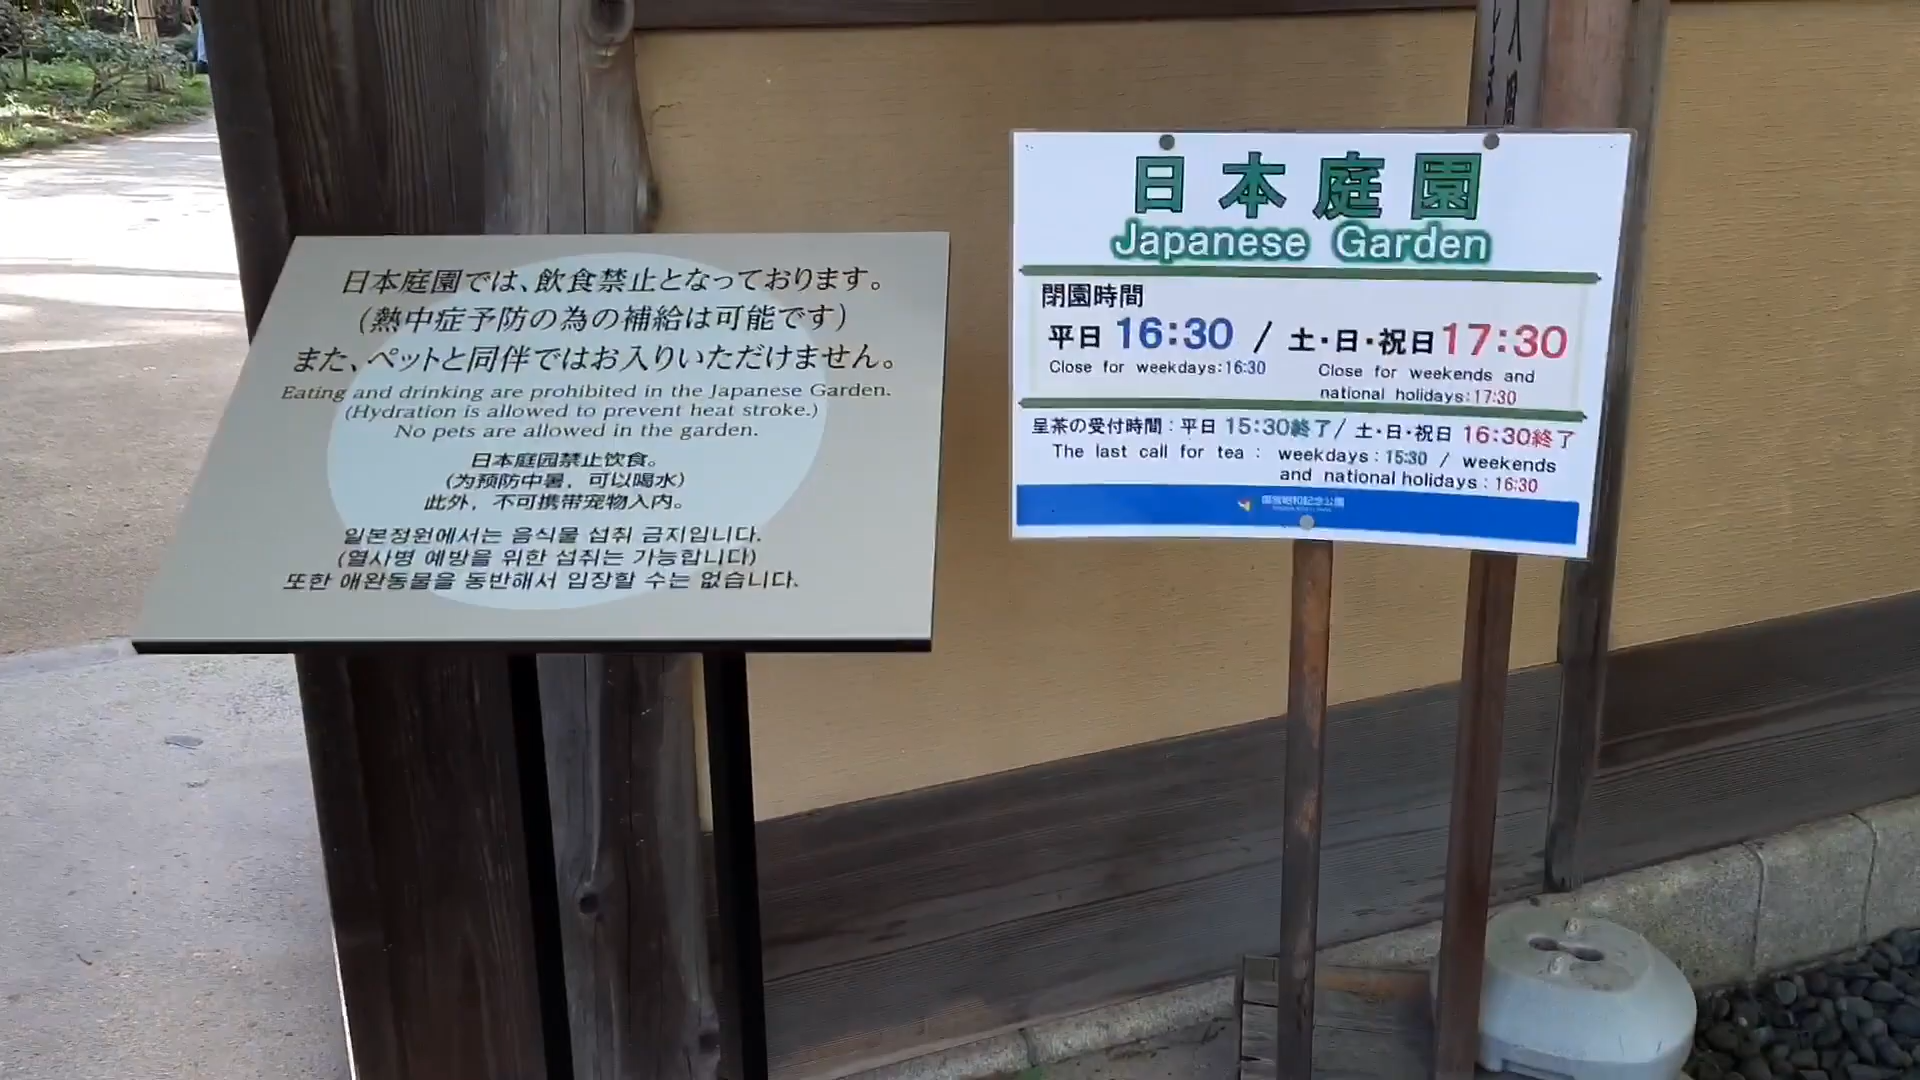 日本庭園では、飲食禁止となっております。
(熱中症予防の為の補給は可能です)
また、ペットと同伴ではお入りいただけません。
Eating and drinking are prohibited in the Japanese Garden.
(Hydration is allowed to prevent heat stroke.)
No pets are allowed in the garden.
日本庭园禁止饮食。
(为预防中暑，可以喝水)
此外，不可携带宠物入内。
일본정원에서는 음식물 섭취 금지입니다.
(열사병 예방을 위한 섭취는 가능합니다)
또한 애완동물을 동반해서 입장할 수는 없습니다.
日本庭園
Japanese Garden
閉園時間
平日 16:30 / 土・日・祝日 17:30
Close for weekdays:16:30
Close for weekends and
national holidays:17:30
呈茶の受付時間:平日 15:30終了/ 土・日・祝日 16:30終了
The last call for tea : weekdays:15:30 / weekends
and national holidays : 16:30
国営昭和記念公園